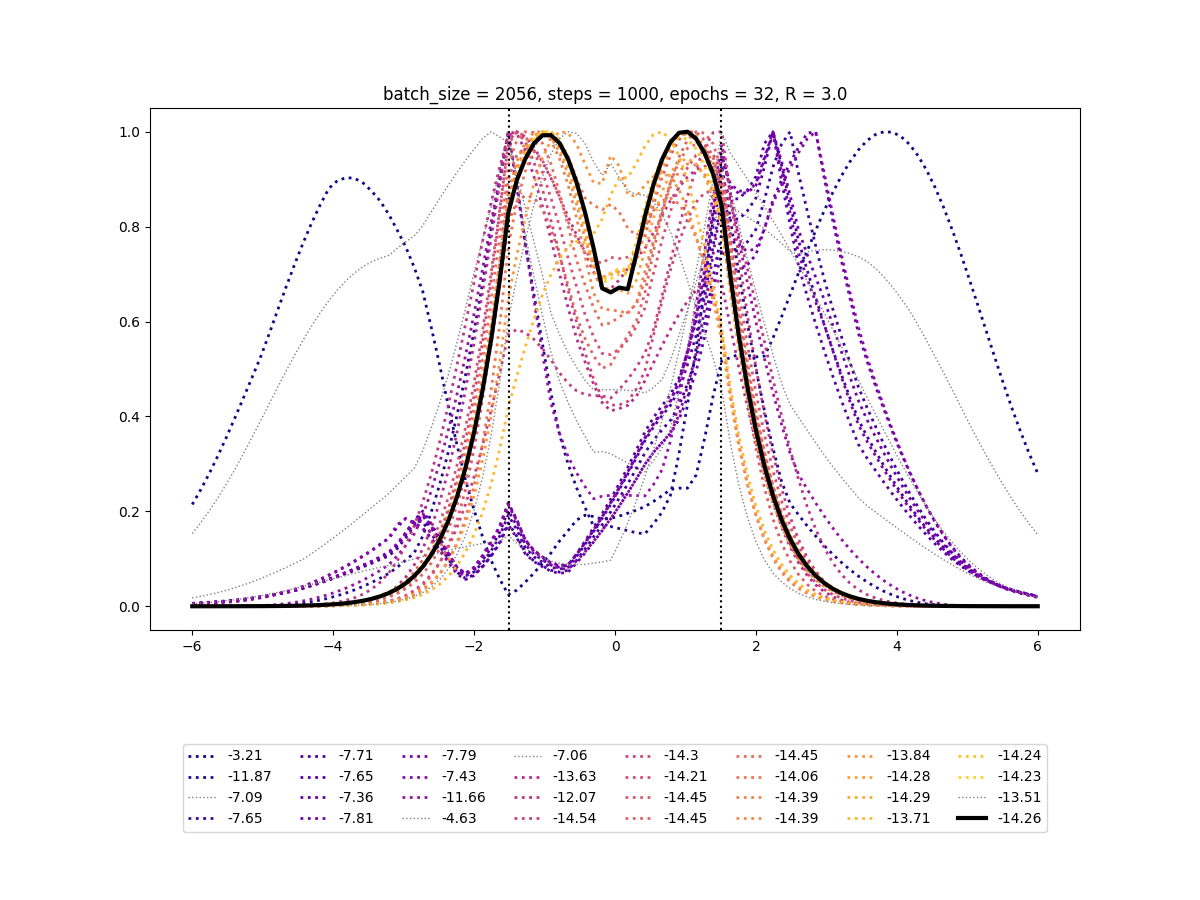 batch_size = 2056, steps = 1000, epochs = 32, R = 3.0
1.0
0.8
0.6
0.4
0.2
0.0
−6 −4 −2 0 2 4 6
-3.21 -7.71 -7.79 -7.06 -14.3 -14.45 -13.84 -14.24
-11.87 -7.65 -7.43 -13.63 -14.21 -14.06 -14.28 -14.23
-7.09 -7.36 -11.66 -12.07 -14.45 -14.39 -14.29 -13.51
-7.65 -7.81 -4.63 -14.54 -14.45 -14.39 -13.71 -14.26